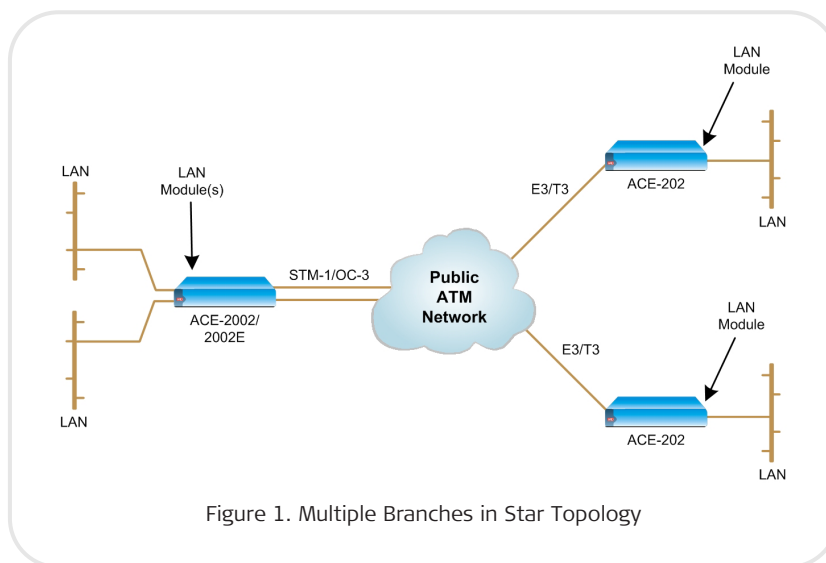 LAN
Module
LAN
LAN
Module(s)
E3/T3
ACE-202
LAN
STM-1/OC-3
Public
ATM
Network
ACE-2002/
2002E
LAN
Module
E3/T3
LAN
ACE-202
LAN
Figure 1. Multiple Branches in Star Topology